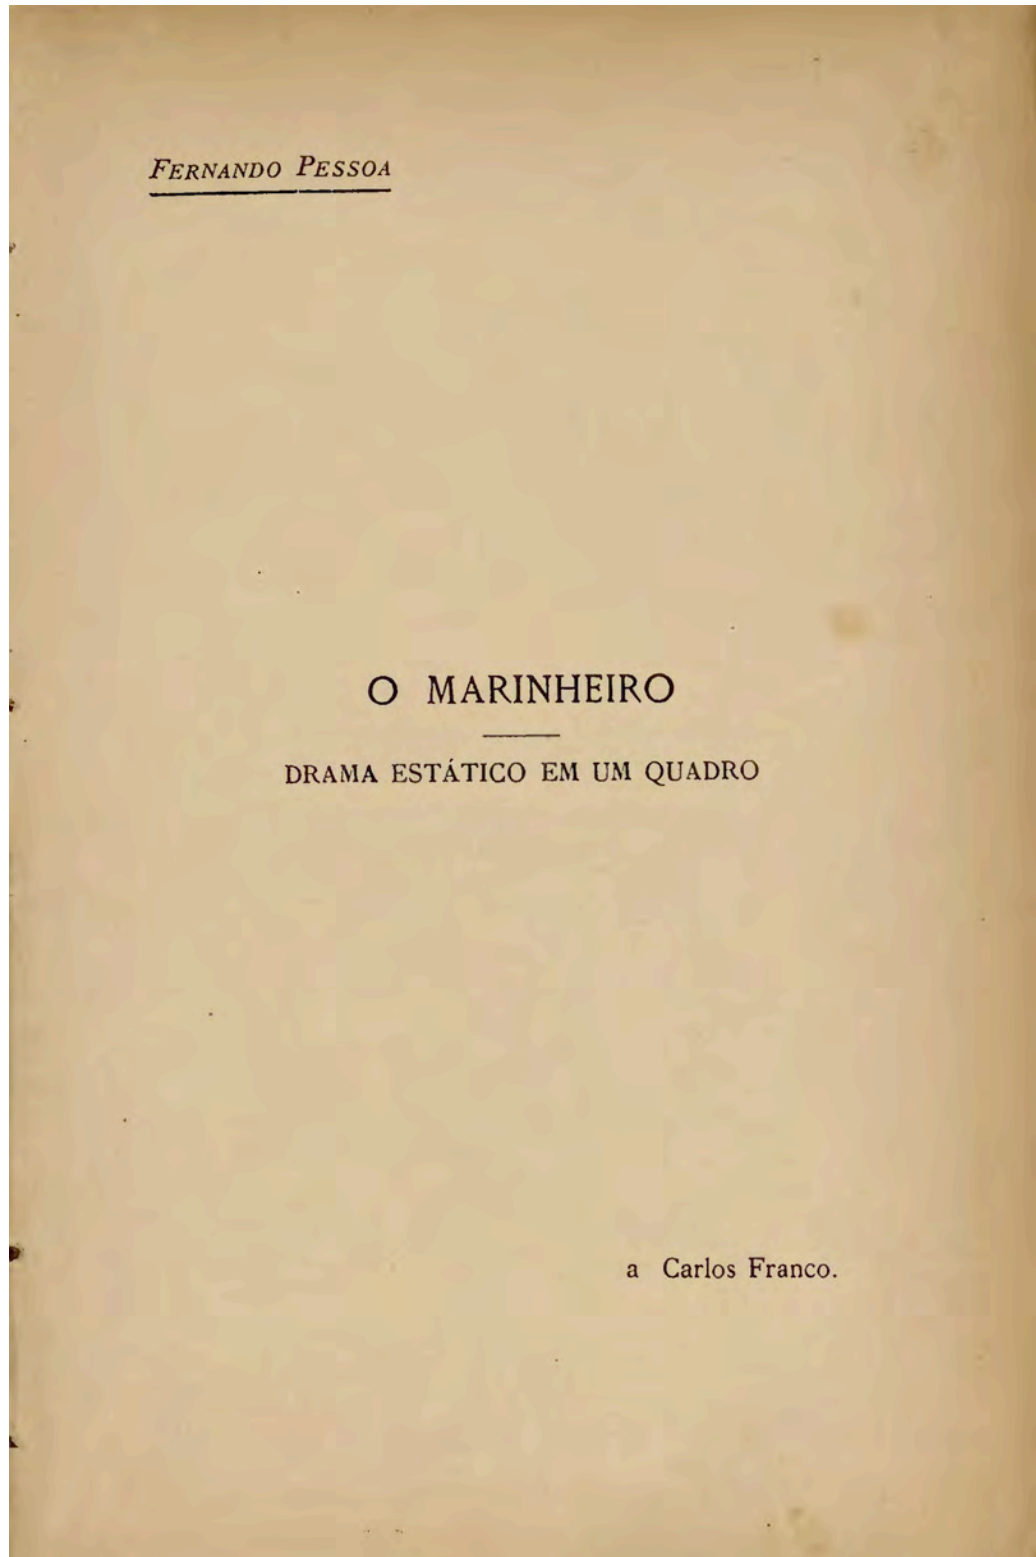 FERNANDO PESSOA
O MARINHEIRO
DRAMA ESTÁTICO EM UM QUADRO
a Carlos Franco.